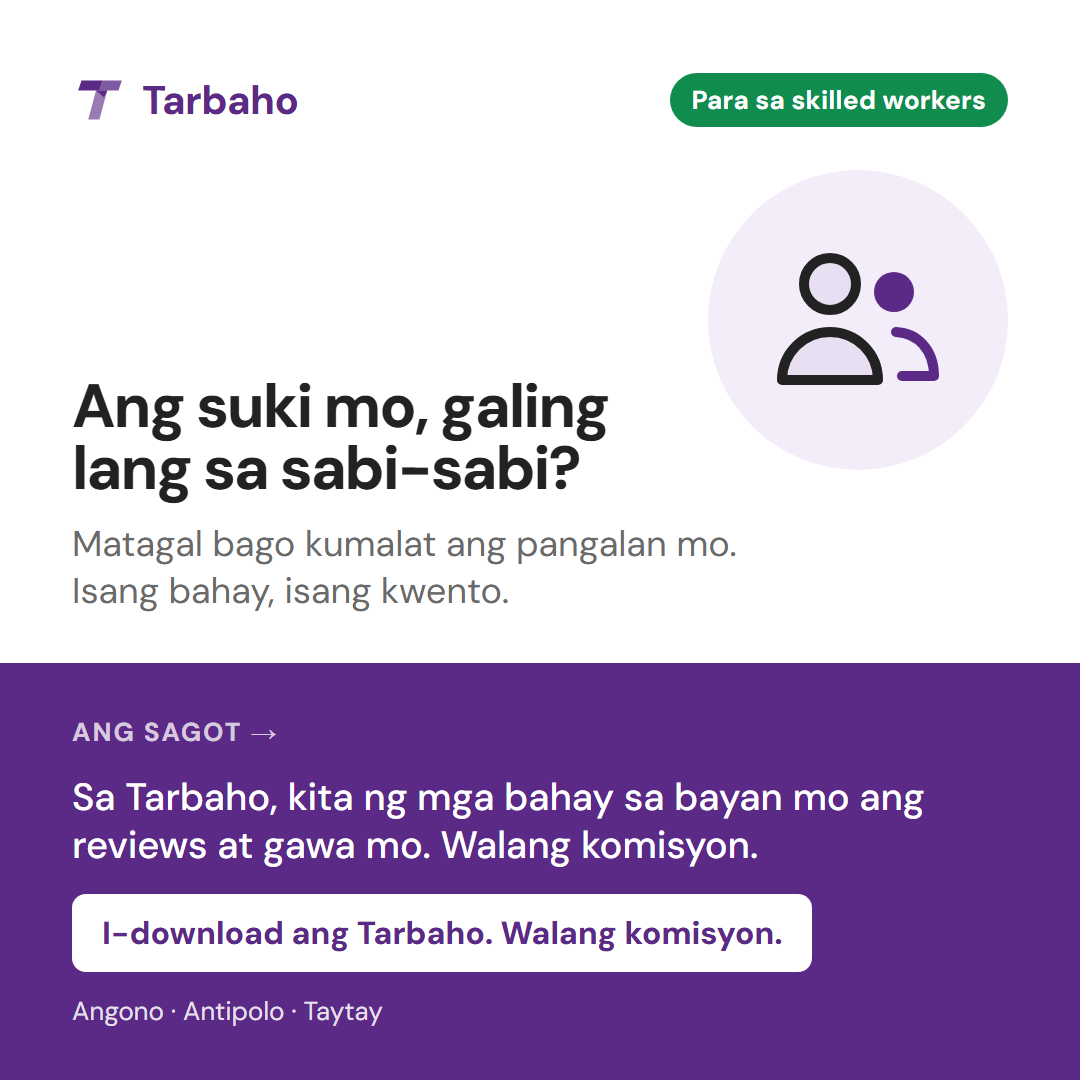 Tarbaho
Para sa skilled workers
Ang suki mo, galing
lang sa sabi-sabi?
Matagal bago kumalat ang pangalan mo.
Isang bahay, isang kwento.
ANG SAGOT →
Sa Tarbaho, kita ng mga bahay sa bayan mo ang
reviews at gawa mo. Walang komisyon.
I-download ang Tarbaho. Walang komisyon.
Angono · Antipolo · Taytay